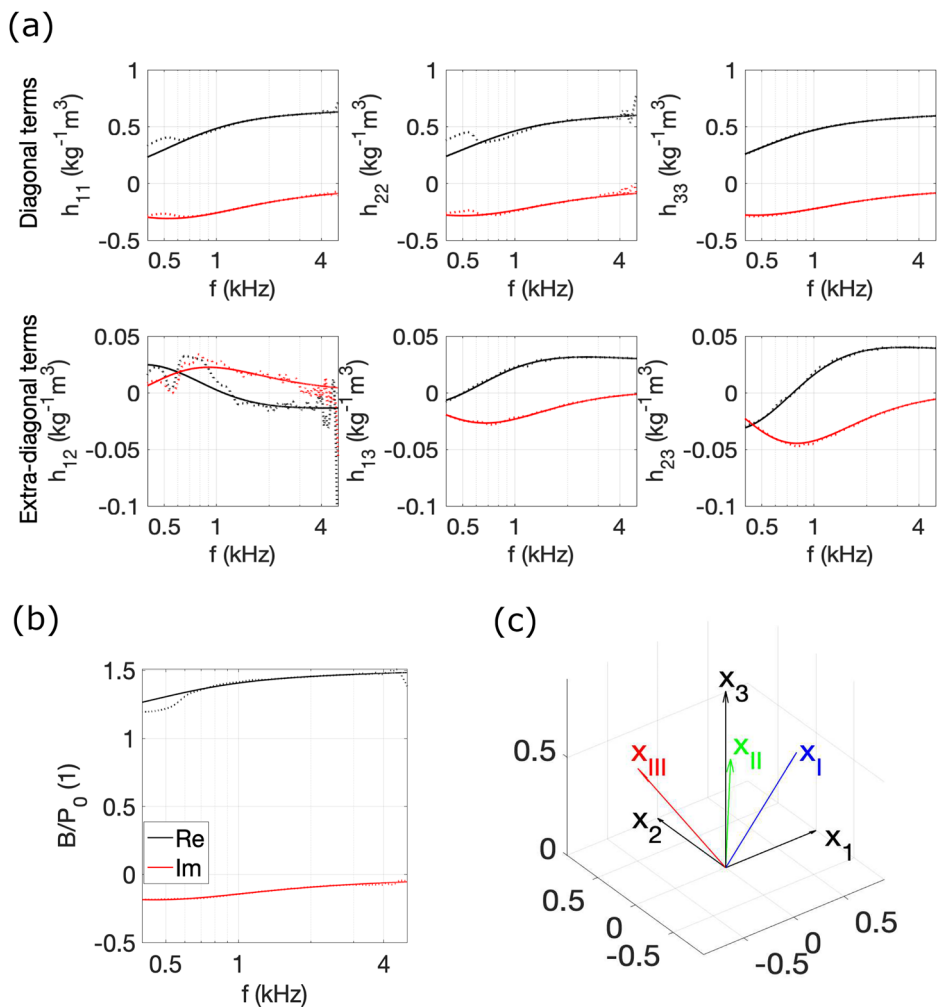 (a)
Diagonal terms
h11 (kg-1m3)
1
0.5
0
-0.5
0.5 1 4
f (kHz)
h22 (kg-1m3)
1
0.5
0
-0.5
0.5 1 4
f (kHz)
h33 (kg-1m3)
1
0.5
0
-0.5
0.5 1 4
f (kHz)
Extra-diagonal terms
h12 (kg-1m3)
0.05
0
-0.05
-0.1
0.5 1 4
f (kHz)
h13 (kg-1m3)
0.05
0
-0.05
-0.1
0.5 1 4
f (kHz)
h23 (kg-1m3)
0.05
0
-0.05
-0.1
0.5 1 4
f (kHz)
(b)
B/P0 (1)
1.5
1
0.5
0
-0.5
Re
Im
0.5 1 4
f (kHz)
(c)
x3
xIII
xII
xI
x2
x1
0.5
0
0.5
0
-0.5
-0.5
0
0.5